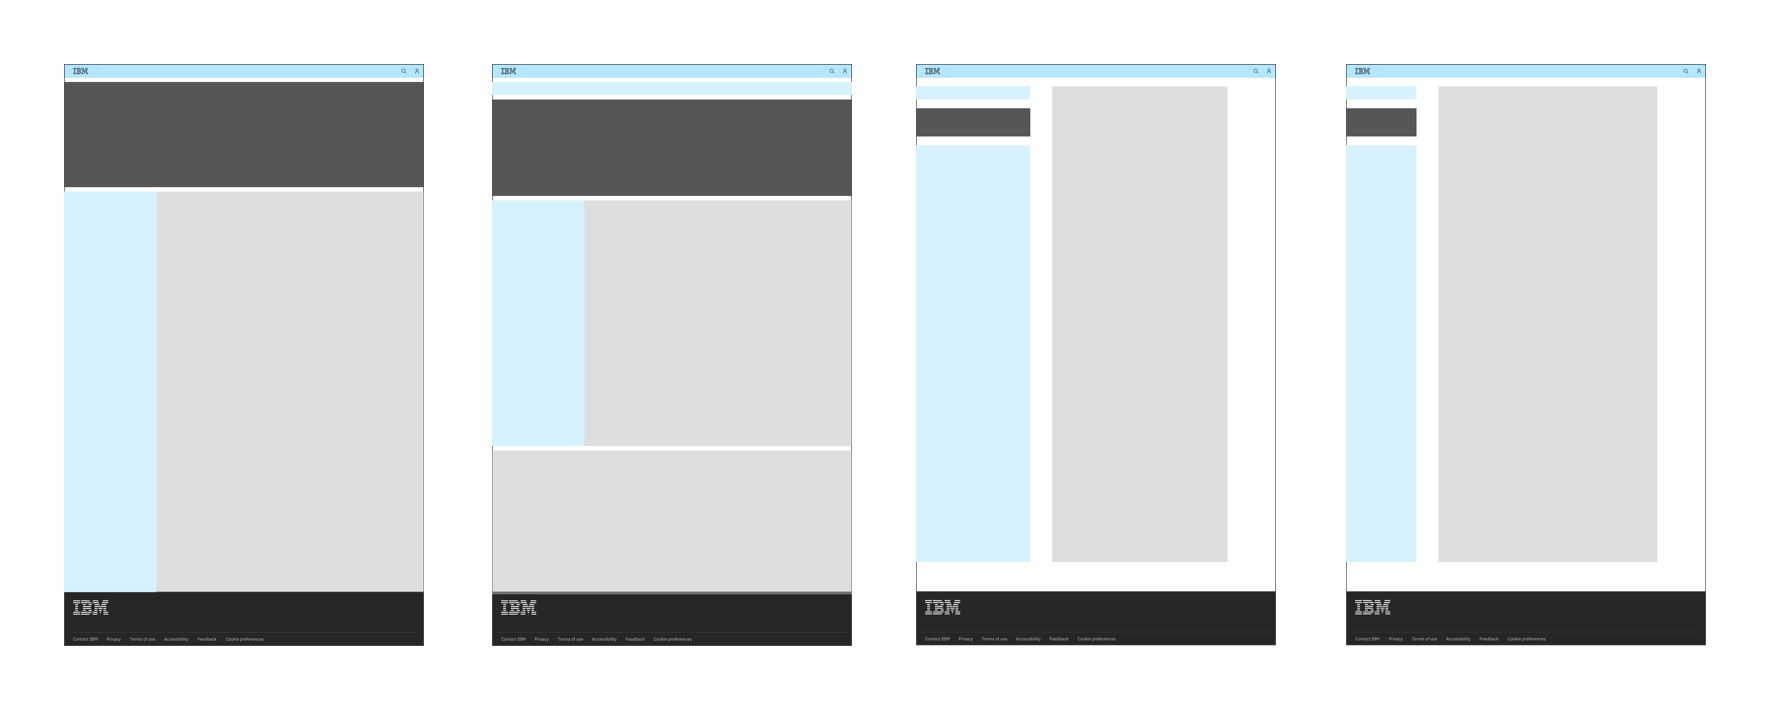 IBM
IBM
IBM
IBM
IBM
IBM
IBM
IBM
Contact IBM Privacy Terms of use Accessibility Feedback Cookie preferences
Contact IBM Privacy Terms of use Accessibility Feedback Cookie preferences
Contact IBM Privacy Terms of use Accessibility Feedback Cookie preferences
Contact IBM Privacy Terms of use Accessibility Feedback Cookie preferences